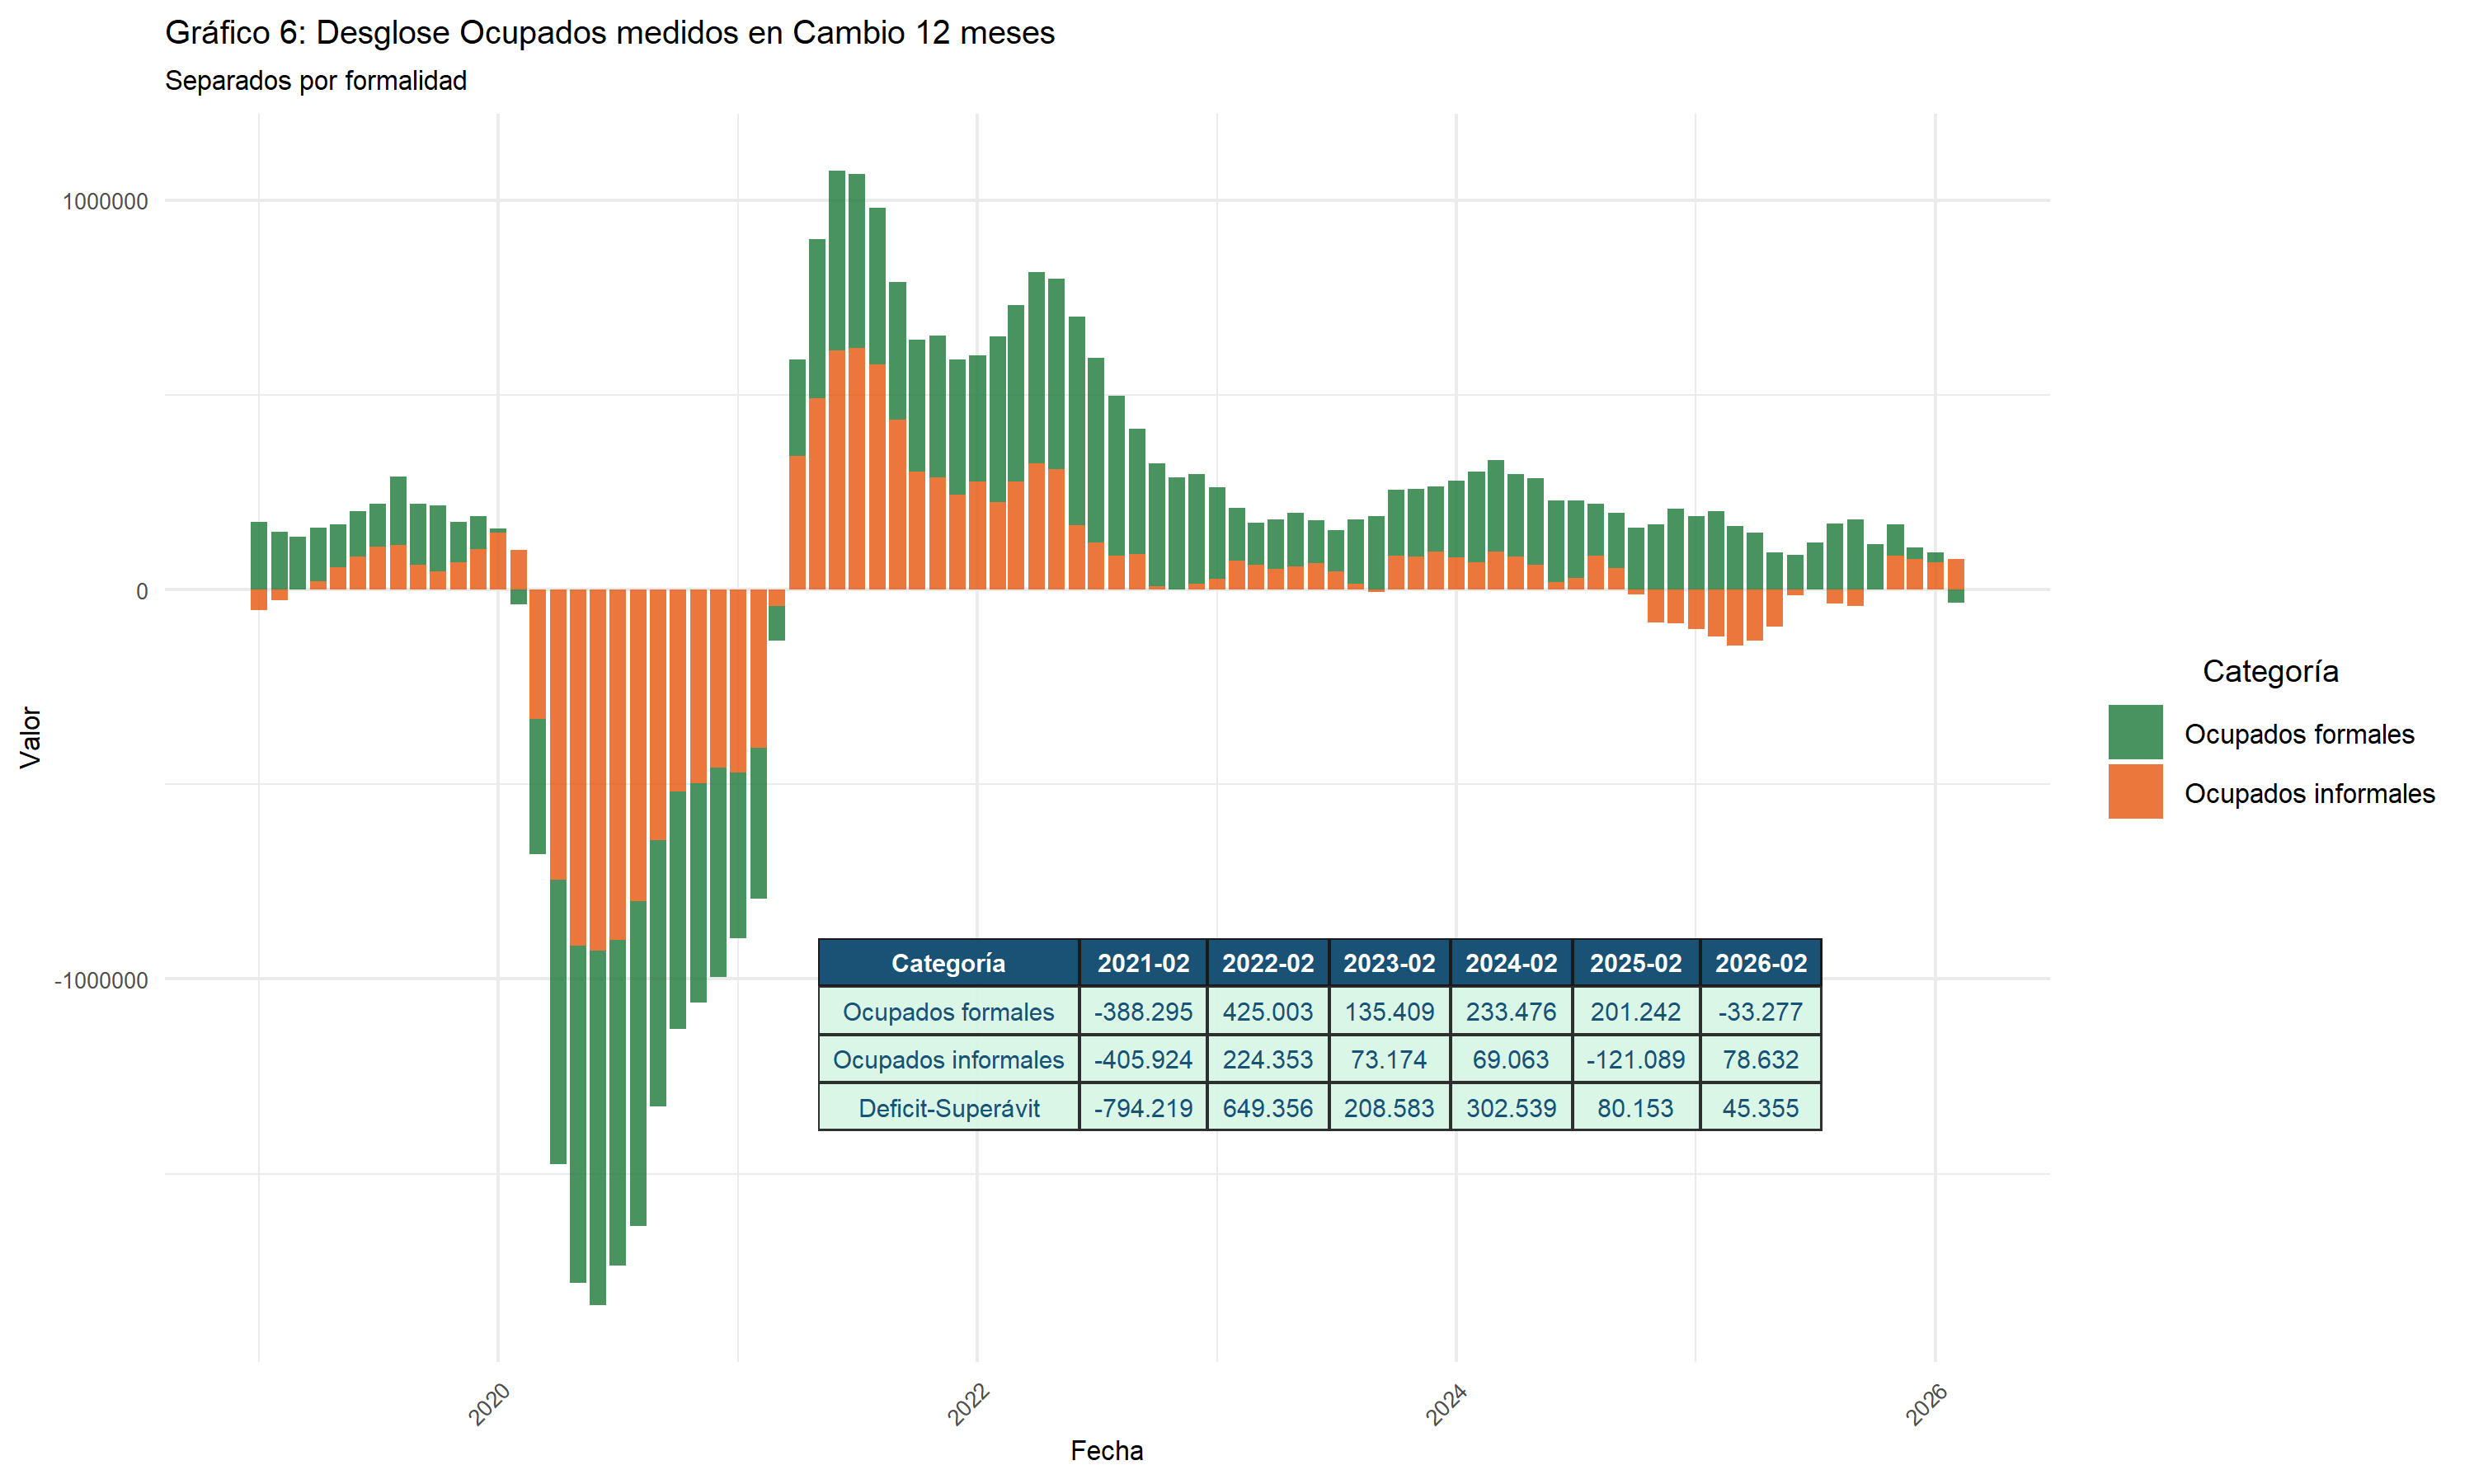 Gráfico 6: Desglose Ocupados medidos en Cambio 12 meses
Separados por formalidad
1000000
0
-1000000
Valor
Categoría
Ocupados formales
Ocupados informales
Categoría 2021-02 2022-02 2023-02 2024-02 2025-02 2026-02
Ocupados formales -388.295 425.003 135.409 233.476 201.242 -33.277
Ocupados informales -405.924 224.353 73.174 69.063 -121.089 78.632
Deficit-Superávit -794.219 649.356 208.583 302.539 80.153 45.355
2020 2022 2024 2026
Fecha